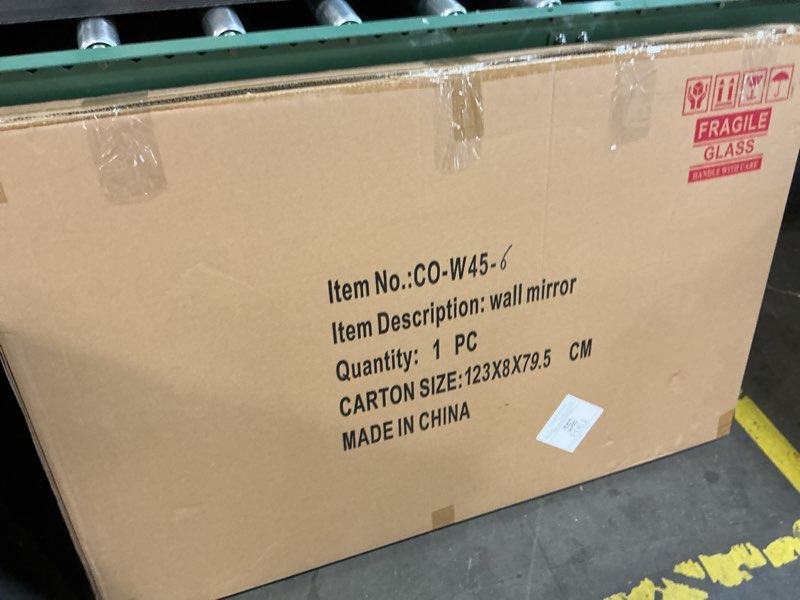 FRAGILE
GLASS
HANDLE WITH CARE
Item No.:CO-W45-6
Item Description: wall mirror
Quantity: 1 PC
CARTON SIZE:123X8X79.5 CM
MADE IN CHINA